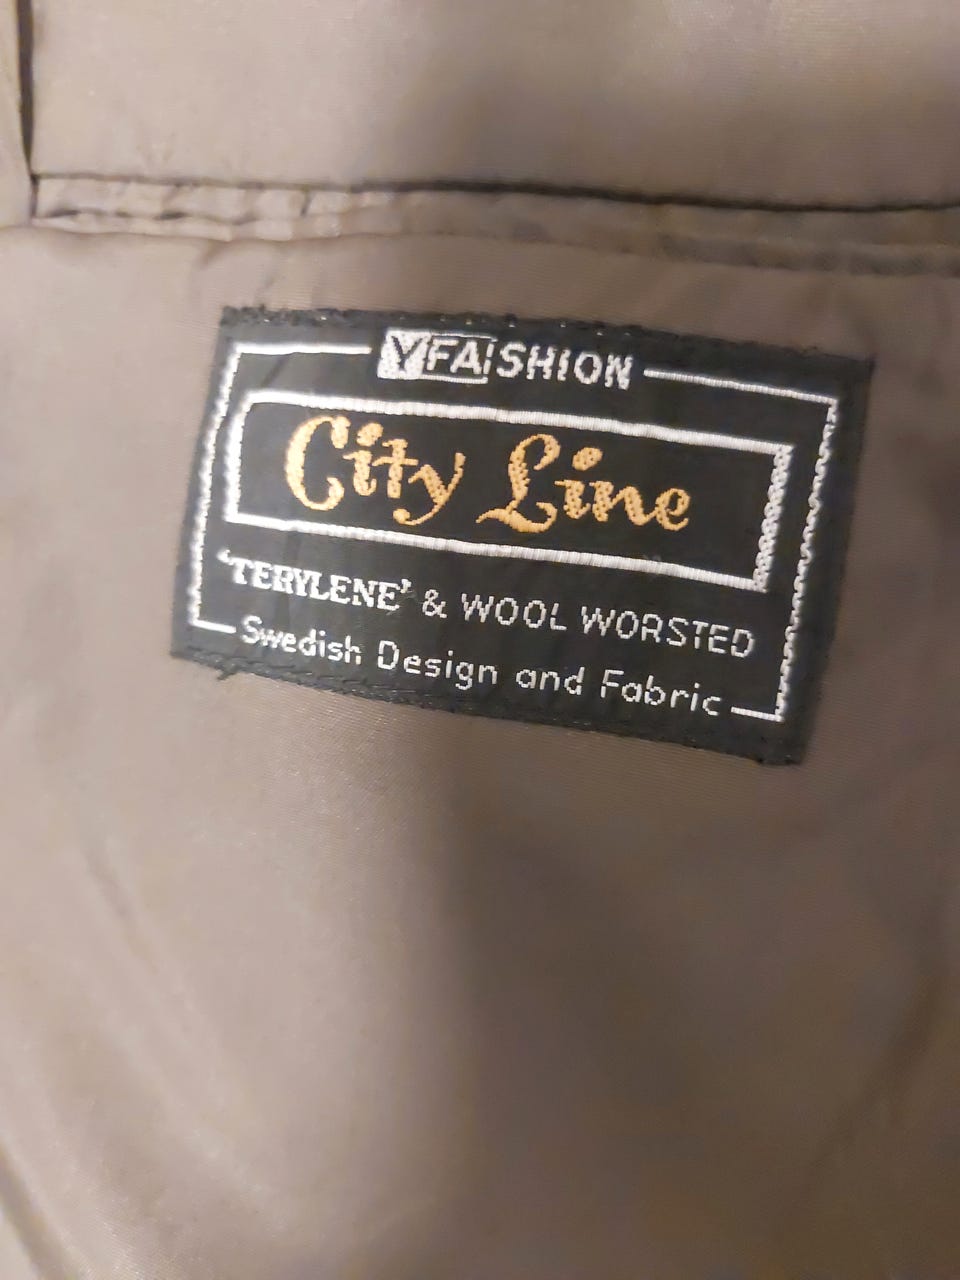 YFASHION
City Line
'TERYLENE' & WOOL WORSTED
Swedish Design and Fabric